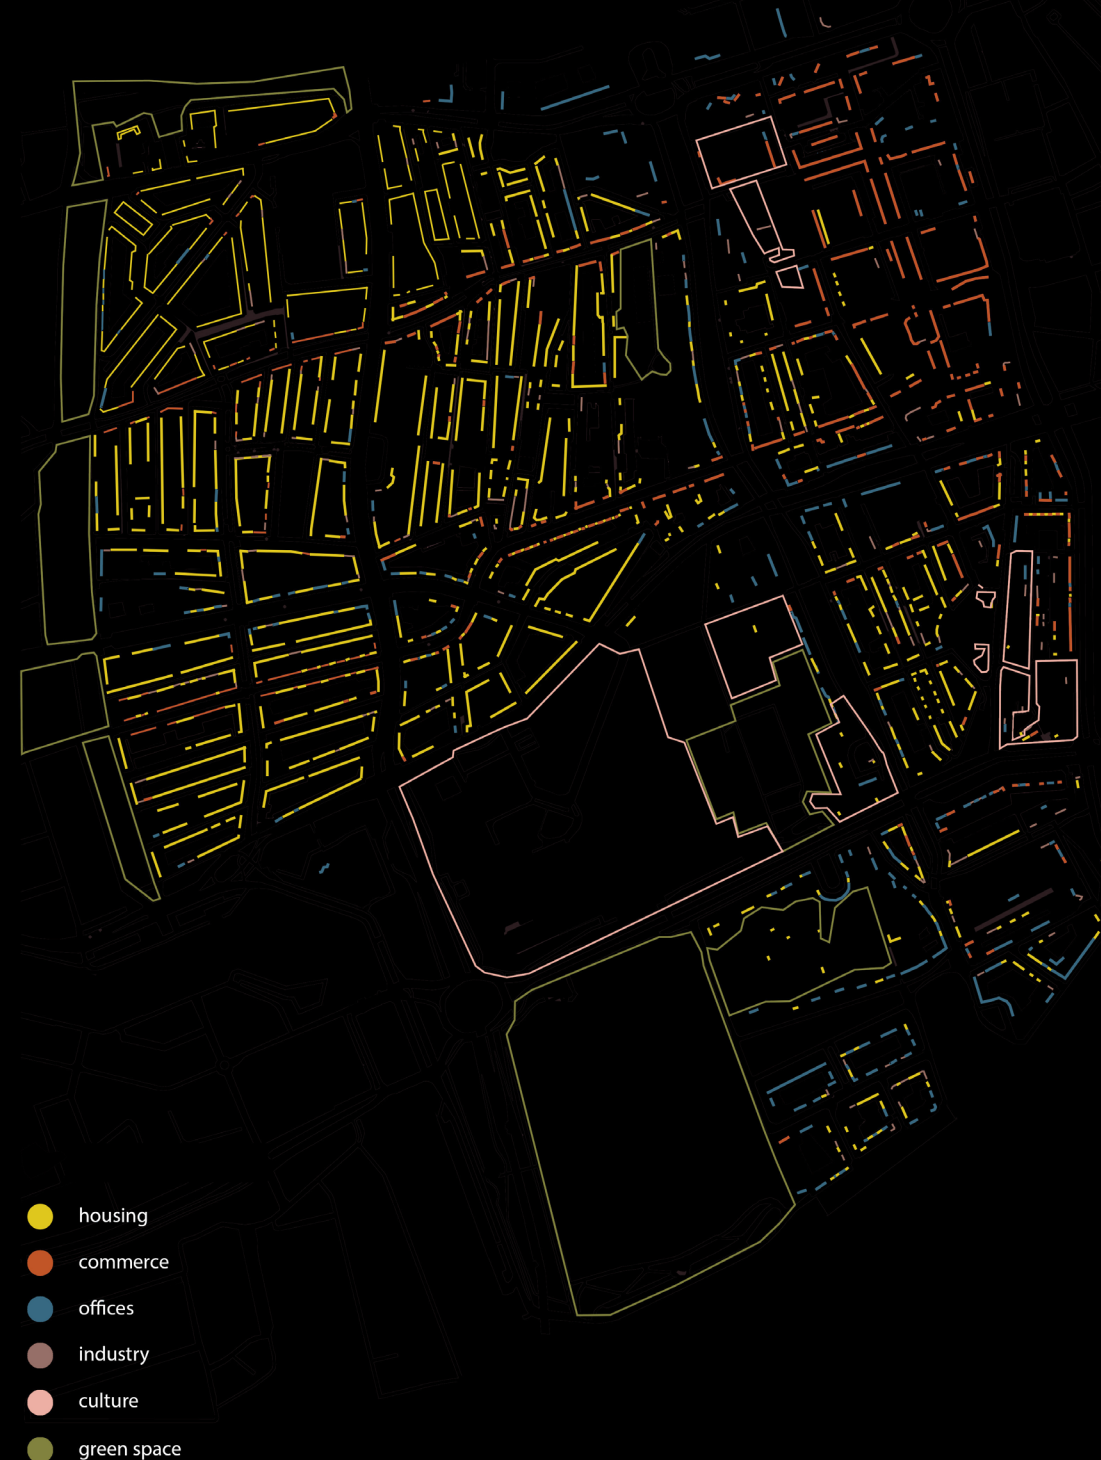 housing
commerce
offices
industry
culture
green space